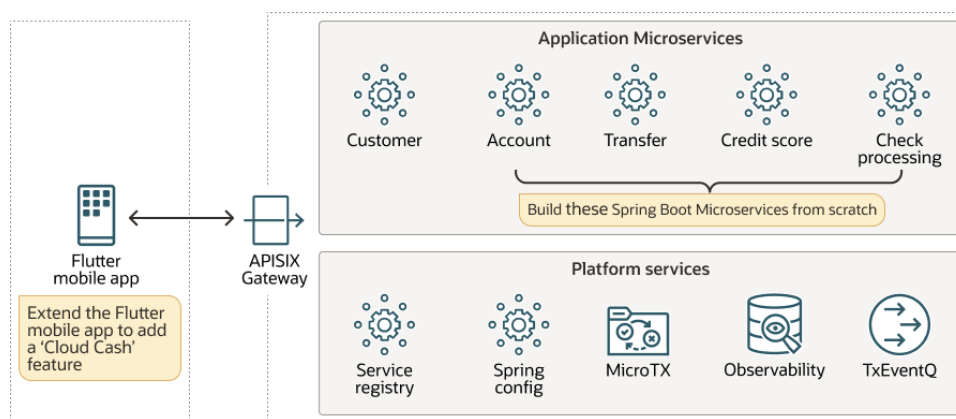 Application Microservices
Customer
Account
Transfer
Credit score
Check
processing
Build these Spring Boot Microservices from scratch
Flutter
mobile app
APISIX
Gateway
Extend the Flutter
mobile app to add
a ‘Cloud Cash’
feature
Platform services
Service
registry
Spring
config
MicroTX
Observability
TxEventQ